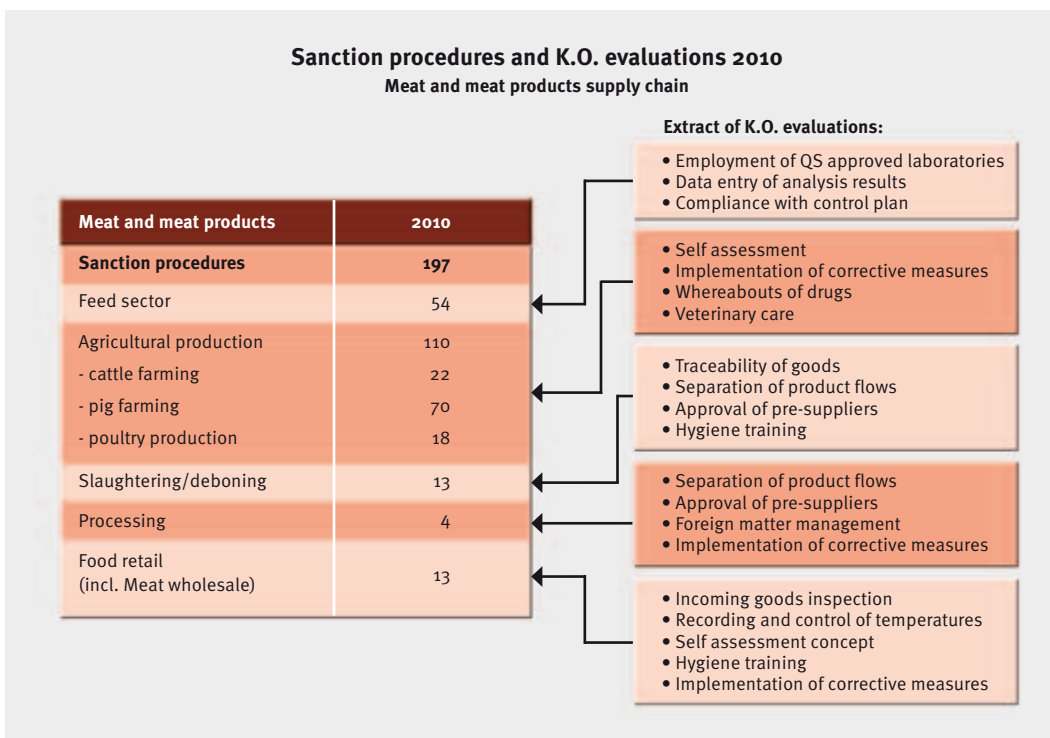 Sanction procedures and K.O. evaluations 2010
Meat and meat products supply chain
Extract of K.O. evaluations:
Meat and meat products 2010
Sanction procedures 197
Feed sector 54
Agricultural production 110
- cattle farming 22
- pig farming 70
- poultry production 18
Slaughtering/deboning 13
Processing 4
Food retail
(incl. Meat wholesale) 13
• Employment of QS approved laboratories
• Data entry of analysis results
• Compliance with control plan
• Self assessment
• Implementation of corrective measures
• Whereabouts of drugs
• Veterinary care
• Traceability of goods
• Separation of product flows
• Approval of pre-suppliers
• Hygiene training
• Separation of product flows
• Approval of pre-suppliers
• Foreign matter management
• Implementation of corrective measures
• Incoming goods inspection
• Recording and control of temperatures
• Self assessment concept
• Hygiene training
• Implementation of corrective measures